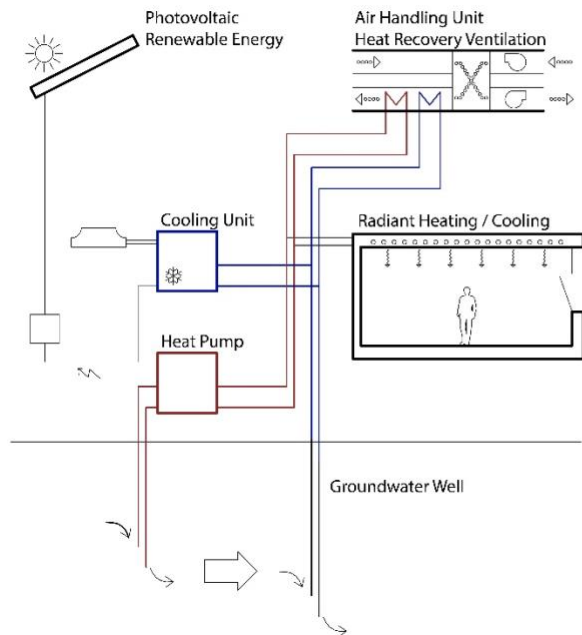 Photovoltaic
Renewable Energy
Air Handling Unit
Heat Recovery Ventilation
Cooling Unit
Radiant Heating / Cooling
Heat Pump
Groundwater Well